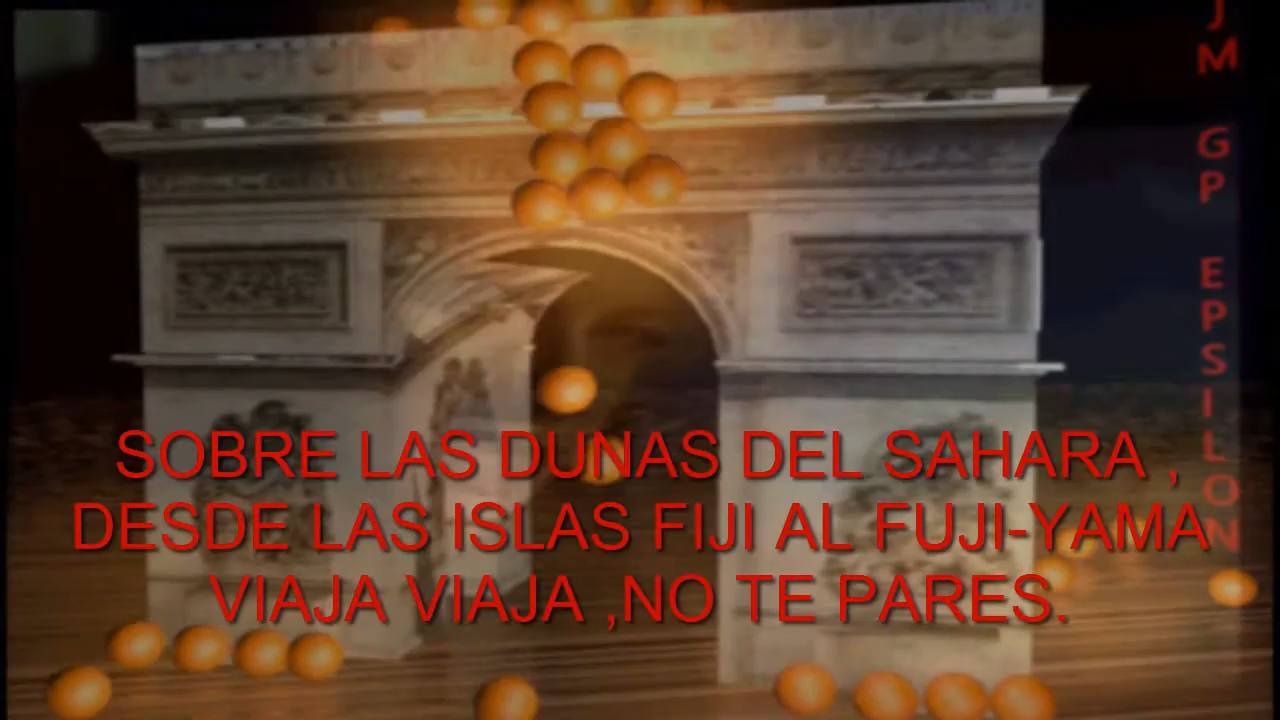 SOBRE LAS DUNAS DEL SAHARA ,
DESDE LAS ISLAS FIJI AL FUJI-YAMA
VIAJA VIAJA ,NO TE PARES.
JM GP EPSILON